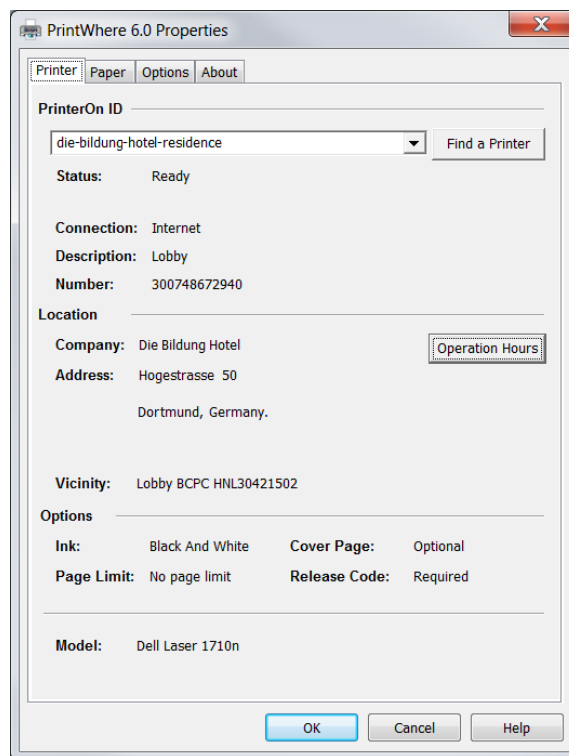 PrintWhere 6.0 Properties
Printer Paper Options About
PrinterOn ID
die-bildung-hotel-residence Find a Printer
Status: Ready
Connection: Internet
Description: Lobby
Number: 300748672940
Location
Company: Die Bildung Hotel Operation Hours
Address: Hogestrasse 50
Dortmund, Germany.
Vicinity: Lobby BCPC HNL30421502
Options
Ink: Black And White Cover Page: Optional
Page Limit: No page limit Release Code: Required
Model: Dell Laser 1710n
OK Cancel Help